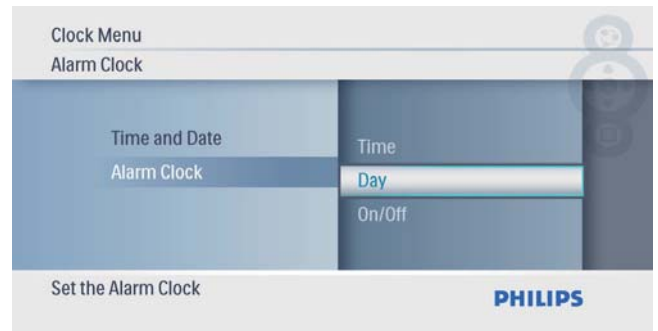 Clock Menu
Alarm Clock
Time and Date
Alarm Clock
Time
Day
On/Off
Set the Alarm Clock
PHILIPS